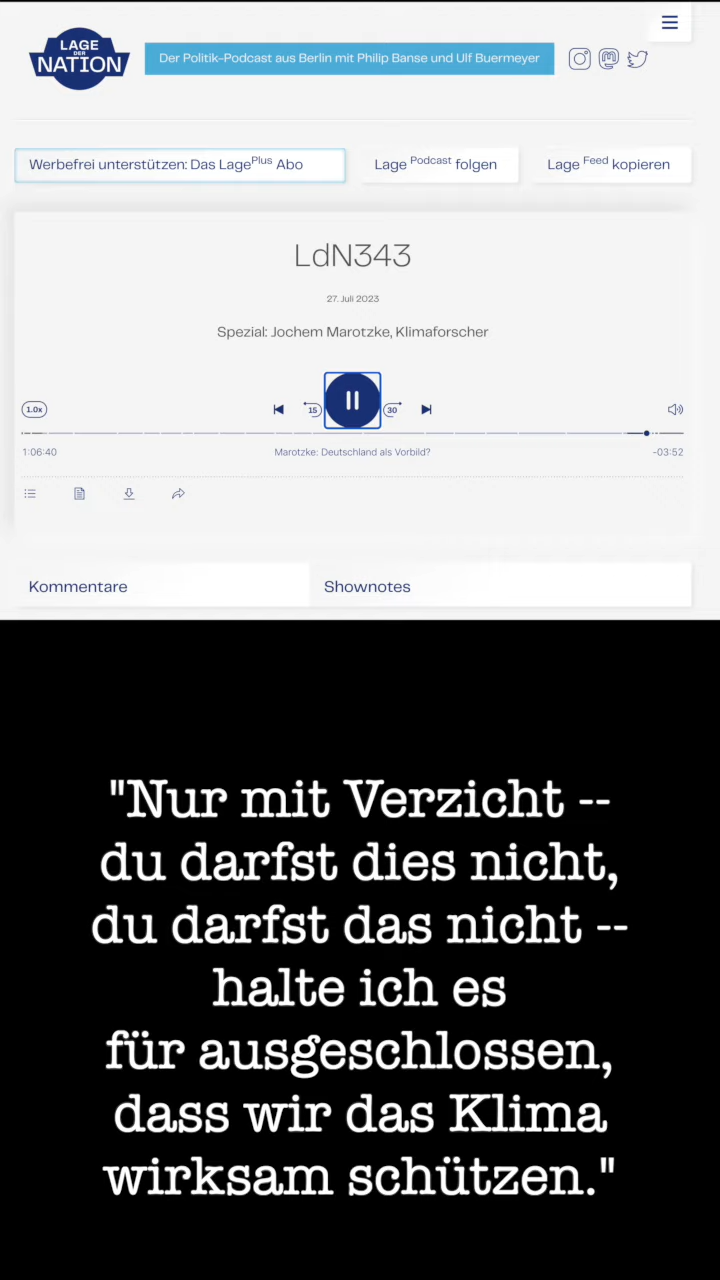 LAGE
DER
NATION
Der Politik-Podcast aus Berlin mit Philip Banse und Ulf Buermeyer
Werbefrei unterstützen: Das LagePlus Abo
Lage Podcast folgen
Lage Feed kopieren
LdN343
27. Juli 2023
Spezial: Jochem Marotzke, Klimaforscher
1.0x
15
30
1:06:40
Marotzke: Deutschland als Vorbild?
-03:52
Kommentare
Shownotes
"Nur mit Verzicht --
du darfst dies nicht,
du darfst das nicht --
halte ich es
für ausgeschlossen,
dass wir das Klima
wirksam schützen."